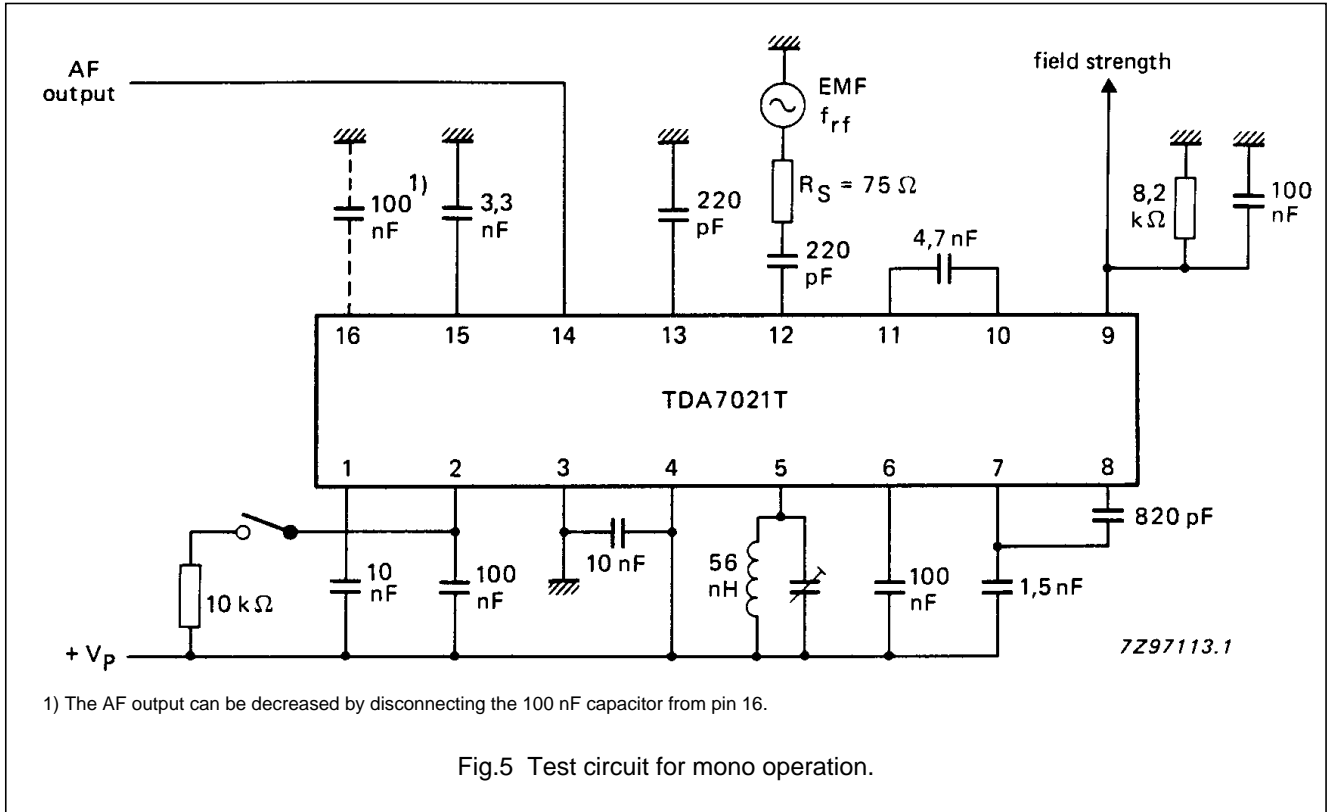 AF
output
EMF
f_rf
field strength
100 1)
nF
3,3
nF
220
pF
R_S = 75 Ω
220
pF
4,7 nF
8,2
kΩ
100
nF
16 15 14 13 12 11 10 9
TDA7021T
1 2 3 4 5 6 7 8
10 kΩ
10
nF
100
nF
10 nF
56
nH
100
nF
1,5 nF
820 pF
+ V_P
7Z97113.1
1) The AF output can be decreased by disconnecting the 100 nF capacitor from pin 16.
Fig.5 Test circuit for mono operation.